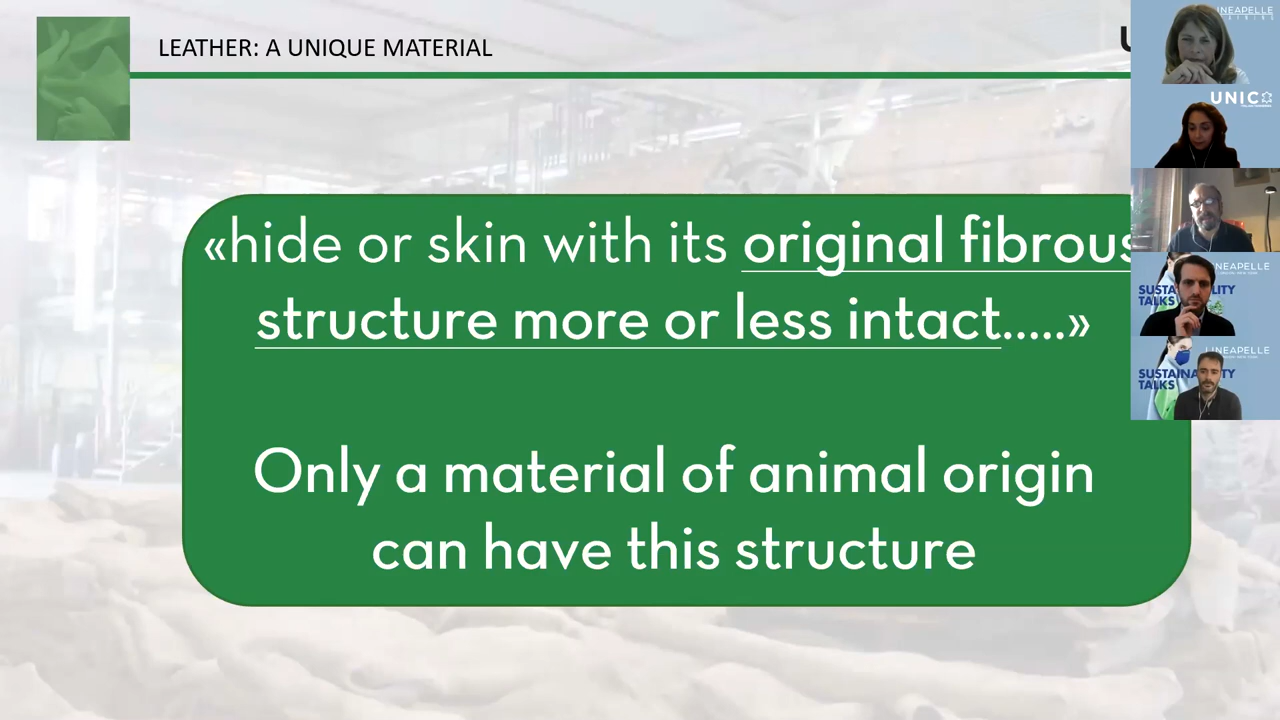 LEATHER: A UNIQUE MATERIAL
«hide or skin with its original fibrous
structure more or less intact.....»
Only a material of animal origin
can have this structure
UNIC
LINEAPELLE
SUSTAINABILITY
TALKS
LINEAPELLE
SUSTAINABILITY
TALKS